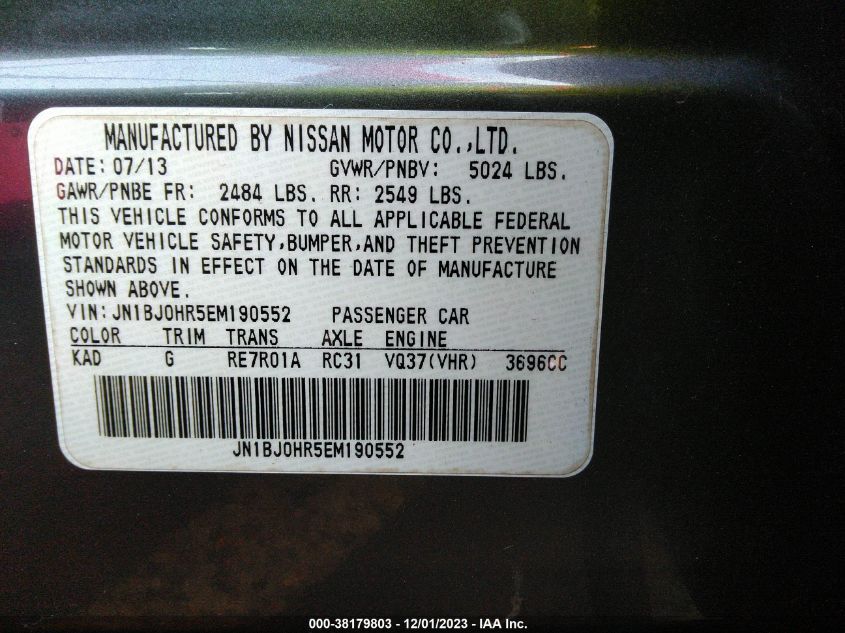 MANUFACTURED BY NISSAN MOTOR CO.,LTD.
DATE: 07/13 GVWR/PNBV: 5024 LBS.
GAWR/PNBE FR: 2484 LBS. RR: 2549 LBS.
THIS VEHICLE CONFORMS TO ALL APPLICABLE FEDERAL
MOTOR VEHICLE SAFETY,BUMPER,AND THEFT PREVENTION
STANDARDS IN EFFECT ON THE DATE OF MANUFACTURE
SHOWN ABOVE.
VIN: JN1BJ0HR5EM190552 PASSENGER CAR
COLOR TRIM TRANS AXLE ENGINE
KAD G RE7R01A RC31 VQ37(VHR) 3696CC
JN1BJ0HR5EM190552
000-38179803 - 12/01/2023 - IAA Inc.